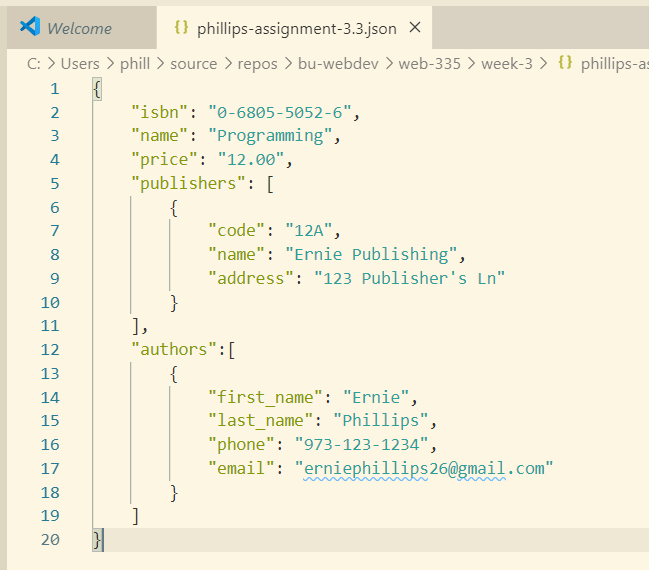 Welcome
{} phillips-assignment-3.3.json ×
C: > Users > phill > source > repos > bu-webdev > web-335 > week-3 > {} phillips-as
1 {
2 "isbn": "0-6805-5052-6",
3 "name": "Programming",
4 "price": "12.00",
5 "publishers": [
6 {
7 "code": "12A",
8 "name": "Ernie Publishing",
9 "address": "123 Publisher's Ln"
10 }
11 ],
12 "authors":[
13 {
14 "first_name": "Ernie",
15 "last_name": "Phillips",
16 "phone": "973-123-1234",
17 "email": "erniephillips26@gmail.com"
18 }
19 ]
20 }